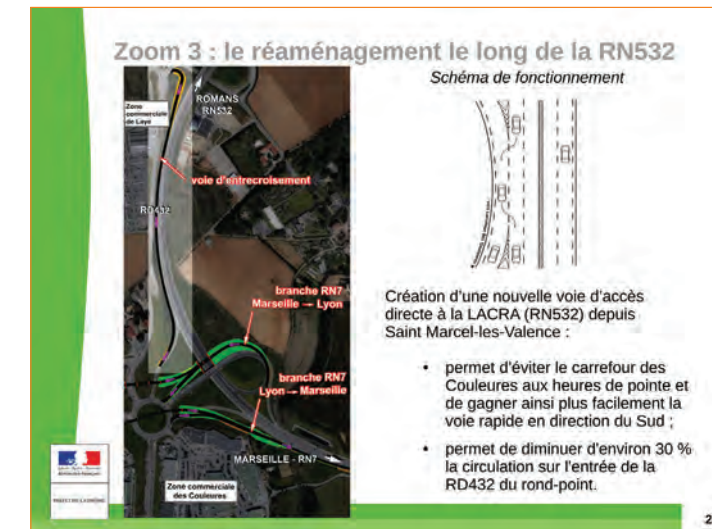 Zoom 3 : le réaménagement le long de la RN532
Schéma de fonctionnement
ROMANS
RN532
Zone
commerciale
de Laye
voie d'entrecroisement
RD432
branche RN7
Marseille → Lyon
branche RN7
Lyon → Marseille
MARSEILLE - RN7
Zone commerciale
des Couleures
Création d'une nouvelle voie d'accès
directe à la LACRA (RN532) depuis
Saint Marcel-les-Valence :
• permet d'éviter le carrefour des
Couleures aux heures de pointe et
de gagner ainsi plus facilement la
voie rapide en direction du Sud ;
• permet de diminuer d'environ 30 %
la circulation sur l'entrée de la
RD432 du rond-point.
PRÉFET DE LA DRÔME
2